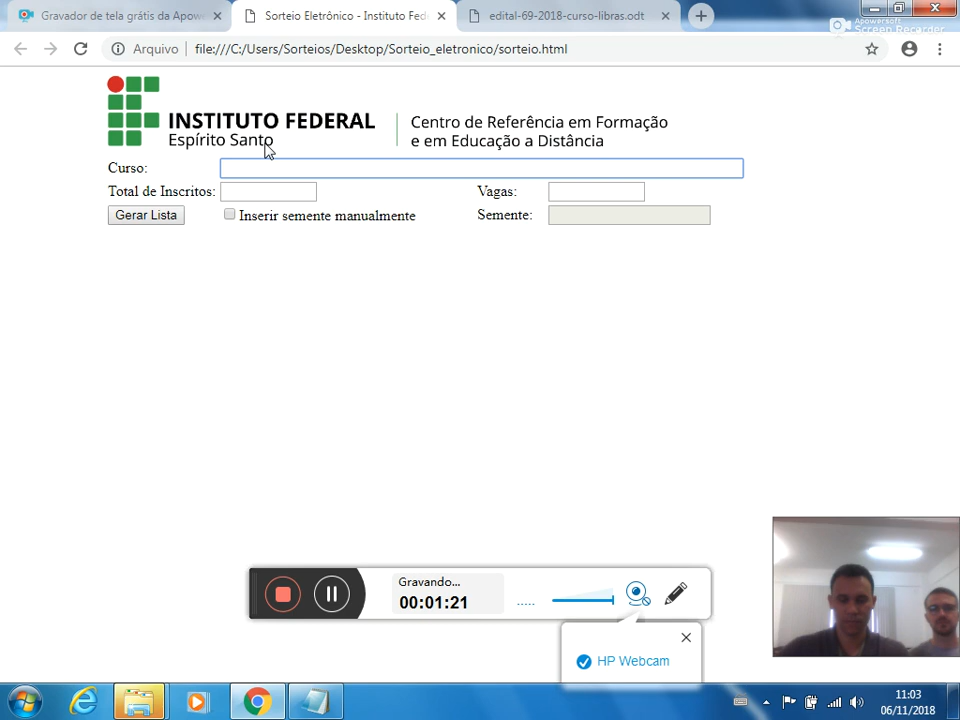 Gravador de tela grátis da Apow
Sorteio Eletrônico - Instituto Fed
edital-69-2018-curso-libras.odt
Apowersoft
Screen Recorder
Arquivo
file:///C:/Users/Sorteios/Desktop/Sorteio_eletronico/sorteio.html
INSTITUTO FEDERAL
Espírito Santo
Centro de Referência em Formação
e em Educação a Distância
Curso:
Total de Inscritos:
Vagas:
Gerar Lista
Inserir semente manualmente
Semente:
Gravando...
00:01:21
HP Webcam
11:03
06/11/2018